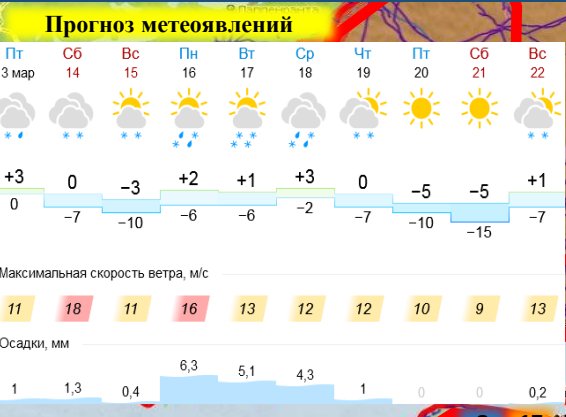 Прогноз метеоявлений
Пт Сб Вс Пн Вт Ср Чт Пт Сб Вс
3 мар 14 15 16 17 18 19 20 21 22
+3 0 −3 +2 +1 +3 0 −5 −5 +1
0 −7 −10 −6 −6 −2 −7 −10 −15 −7
Максимальная скорость ветра, м/с
11 18 11 16 13 12 12 10 9 13
Осадки, мм
1 1,3 0,4 6,3 5,1 4,3 1 0 0 0,2